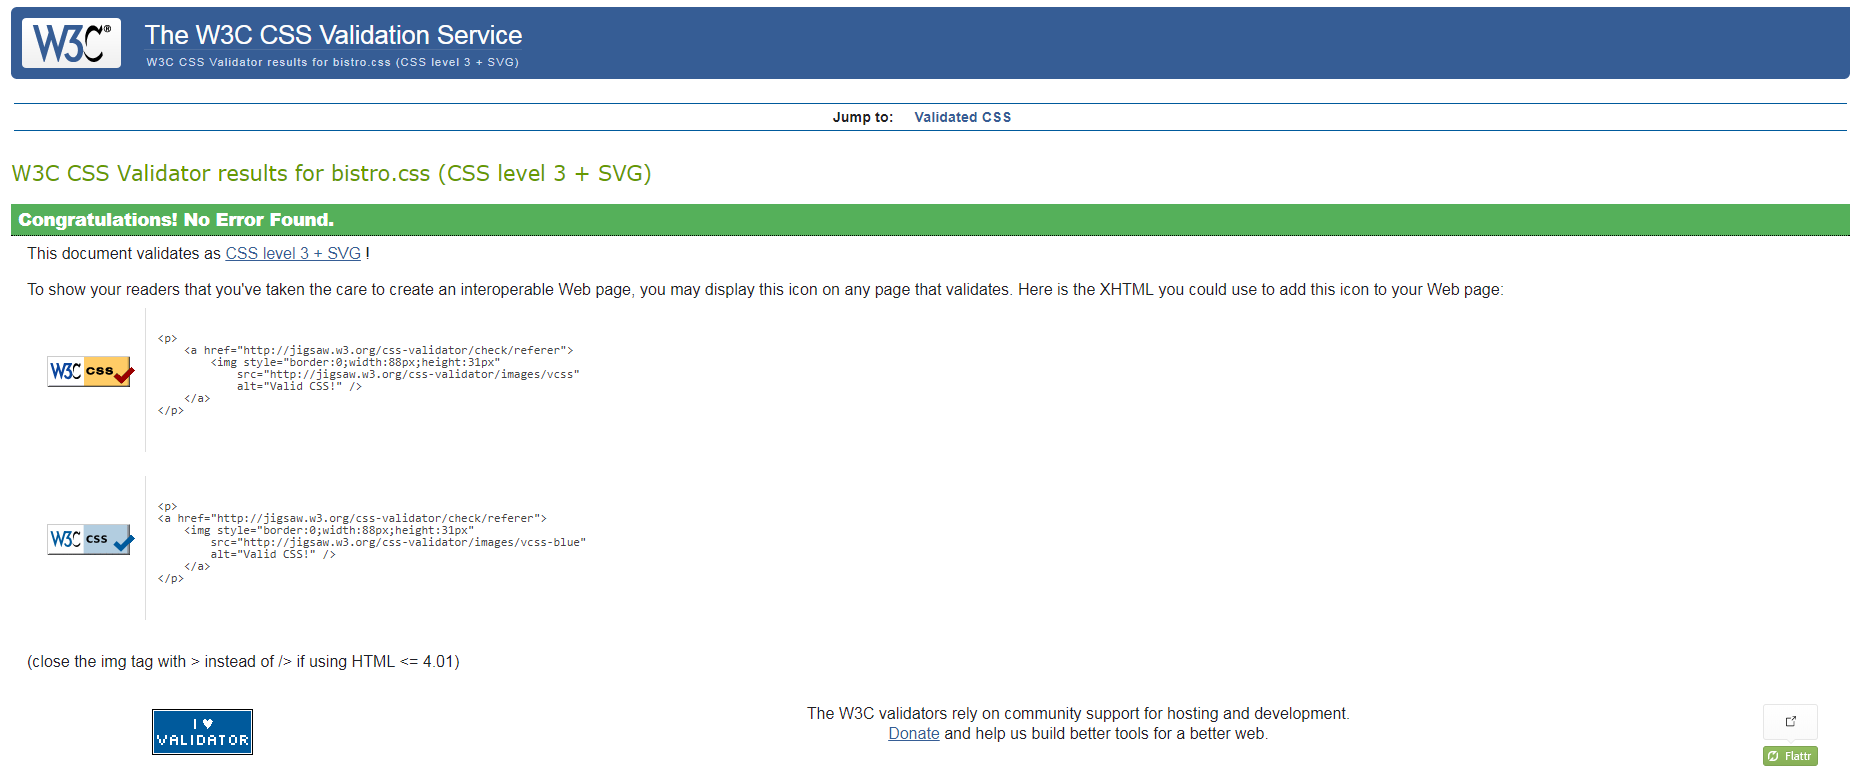 W3C®
The W3C CSS Validation Service
W3C CSS Validator results for bistro.css (CSS level 3 + SVG)
Jump to: Validated CSS
W3C CSS Validator results for bistro.css (CSS level 3 + SVG)
Congratulations! No Error Found.
This document validates as CSS level 3 + SVG !
To show your readers that you've taken the care to create an interoperable Web page, you may display this icon on any page that validates. Here is the XHTML you could use to add this icon to your Web page:
W3C css
<p>
    <a href="http://jigsaw.w3.org/css-validator/check/referer">
        <img style="border:0;width:88px;height:31px"
            src="http://jigsaw.w3.org/css-validator/images/vcss"
            alt="Valid CSS!" />
    </a>
</p>
W3C css
<p>
<a href="http://jigsaw.w3.org/css-validator/check/referer">
    <img style="border:0;width:88px;height:31px"
        src="http://jigsaw.w3.org/css-validator/images/vcss-blue"
        alt="Valid CSS!" />
    </a>
</p>
(close the img tag with > instead of /> if using HTML <= 4.01)
I ♥
VALIDATOR
The W3C validators rely on community support for hosting and development.
Donate and help us build better tools for a better web.
Flattr